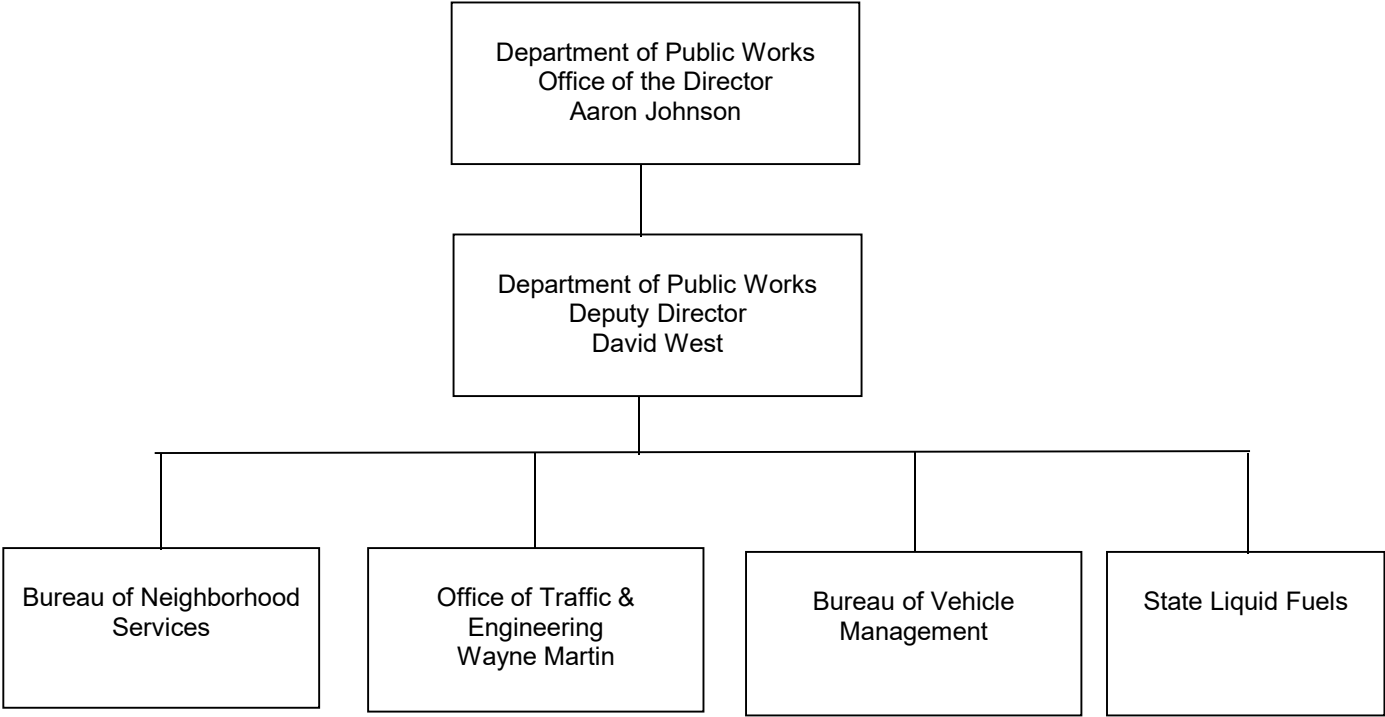 Department of Public Works
Office of the Director
Aaron Johnson
Department of Public Works
Deputy Director
David West
Bureau of Neighborhood
Services
Office of Traffic &
Engineering
Wayne Martin
Bureau of Vehicle
Management
State Liquid Fuels